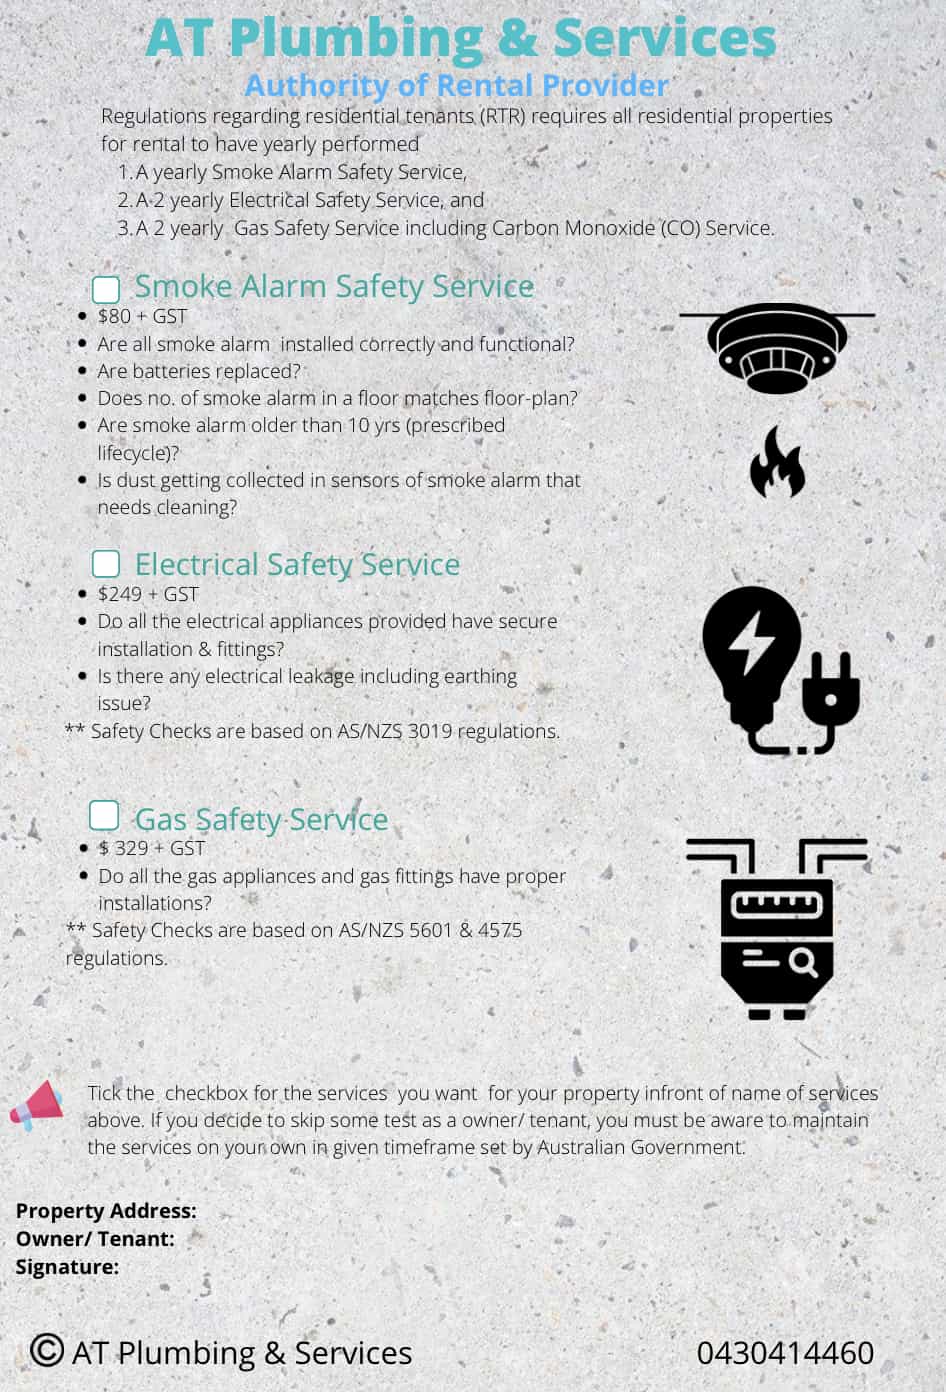 AT Plumbing & Services
Authority of Rental Provider
Regulations regarding residential tenants (RTR) requires all residential properties
for rental to have yearly performed
1. A yearly Smoke Alarm Safety Service,
2. A 2 yearly Electrical Safety Service, and
3. A 2 yearly  Gas Safety Service including Carbon Monoxide (CO) Service.
Smoke Alarm Safety Service
• $80 + GST
• Are all smoke alarm  installed correctly and functional?
• Are batteries replaced?
• Does no. of smoke alarm in a floor matches floor-plan?
• Are smoke alarm older than 10 yrs (prescribed
lifecycle)?
• Is dust getting collected in sensors of smoke alarm that
needs cleaning?
Electrical Safety Service
• $249 + GST
• Do all the electrical appliances provided have secure
installation & fittings?
• Is there any electrical leakage including earthing
issue?
** Safety Checks are based on AS/NZS 3019 regulations.
Gas Safety Service
• $ 329 + GST
• Do all the gas appliances and gas fittings have proper
installations?
** Safety Checks are based on AS/NZS 5601 & 4575
regulations.
Tick the  checkbox for the services  you want  for your property infront of name of services
above. If you decide to skip some test as a owner/ tenant, you must be aware to maintain
the services on your own in given timeframe set by Australian Government.
Property Address:
Owner/ Tenant:
Signature:
© AT Plumbing & Services
0430414460